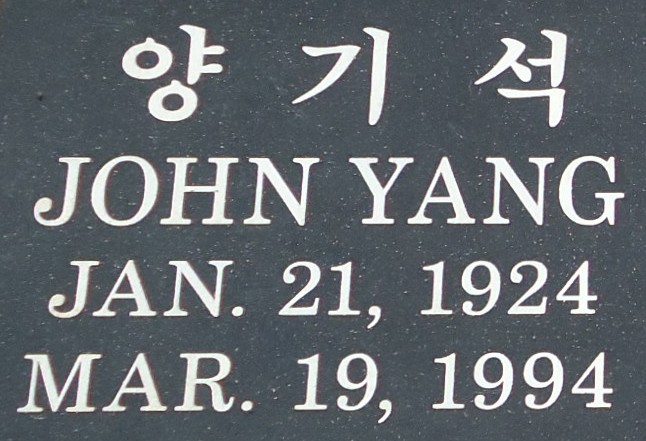 양기석
JOHN YANG
JAN. 21, 1924
MAR. 19, 1994